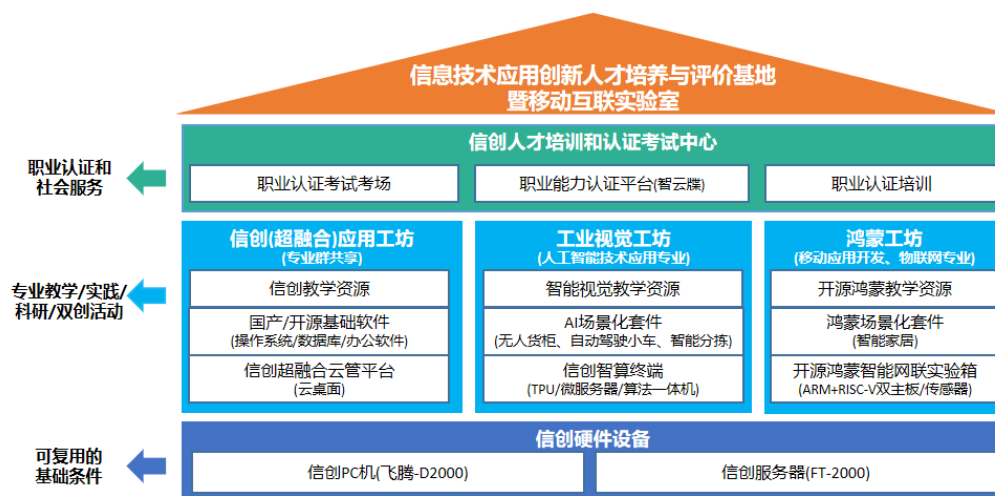 信息技术应用创新人才培养与评价基地
暨移动互联实验室
职业认证和
社会服务
信创人才培训和认证考试中心
职业认证考试考场
职业能力认证平台(智云牒)
职业认证培训
专业教学/实践/
科研/双创活动
信创(超融合)应用工坊
(专业群共享)
信创教学资源
国产/开源基础软件
(操作系统/数据库/办公软件)
信创超融合云管平台
(云桌面)
工业视觉工坊
(人工智能技术应用专业)
智能视觉教学资源
AI场景化套件
(无人货柜、自动驾驶小车、智能分拣)
信创智算终端
(TPU/微服务器/算法一体机)
鸿蒙工坊
(移动应用开发、物联网专业)
开源鸿蒙教学资源
鸿蒙场景化套件
(智能家居)
开源鸿蒙智能网联实验箱
(ARM+RISC-V双主板/传感器)
可复用的
基础条件
信创硬件设备
信创PC机(飞腾-D2000)
信创服务器(FT-2000)